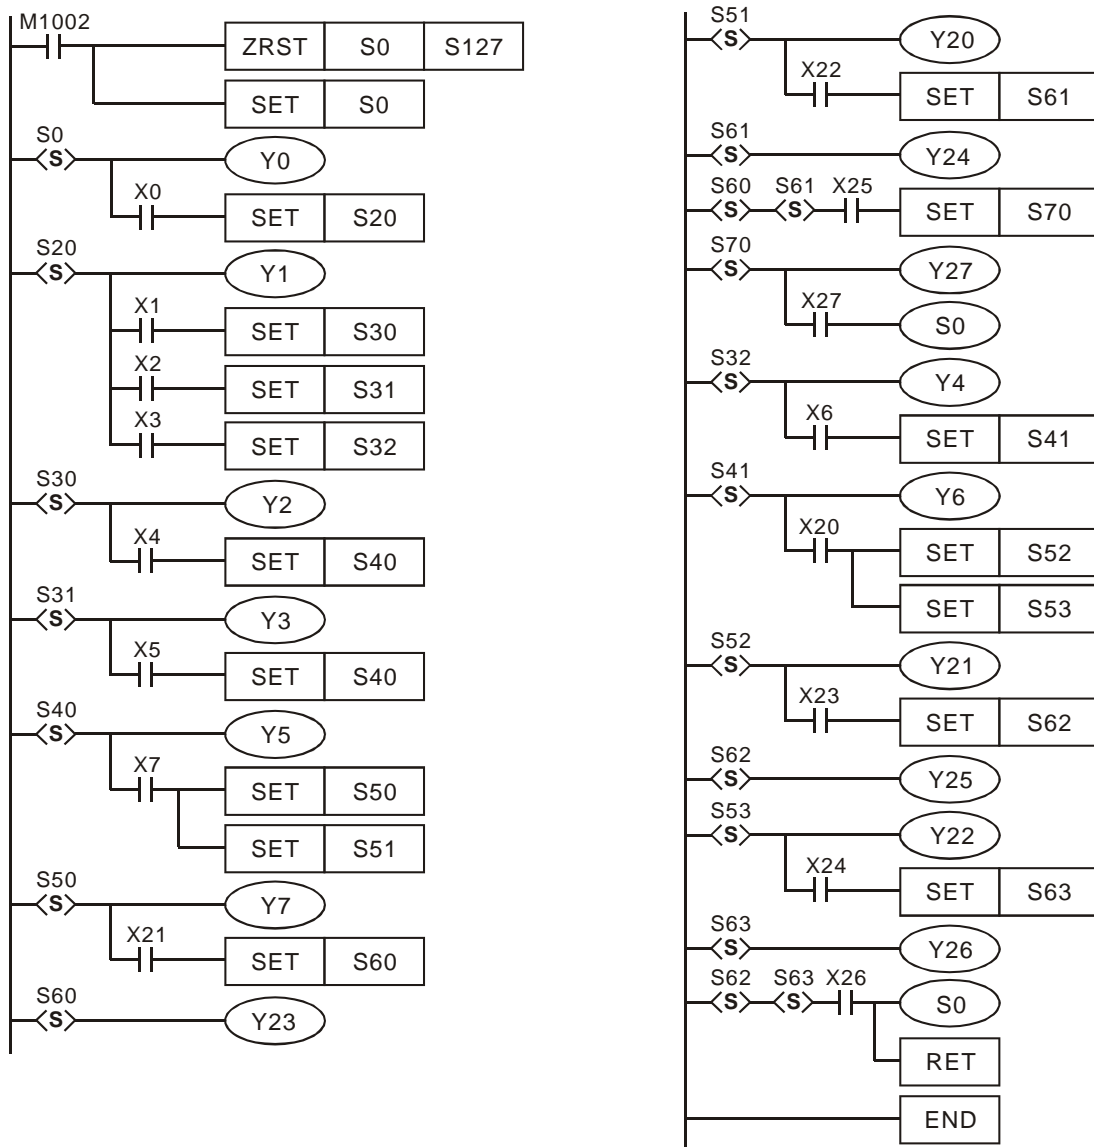 M1002
ZRST S0 S127
SET S0
S0
S Y0
X0
SET S20
S20
S Y1
X1
SET S30
X2
SET S31
X3
SET S32
S30
S Y2
X4
SET S40
S31
S Y3
X5
SET S40
S40
S Y5
X7
SET S50
SET S51
S50
S Y7
X21
SET S60
S60
S Y23
S51
S Y20
X22
SET S61
S61
S Y24
S60 S61 X25
S S SET S70
S70
S Y27
X27
S0
S32
S Y4
X6
SET S41
S41
S Y6
X20
SET S52
SET S53
S52
S Y21
X23
SET S62
S62
S Y25
S53
S Y22
X24
SET S63
S63
S Y26
S62 S63 X26
S S S0
RET
END